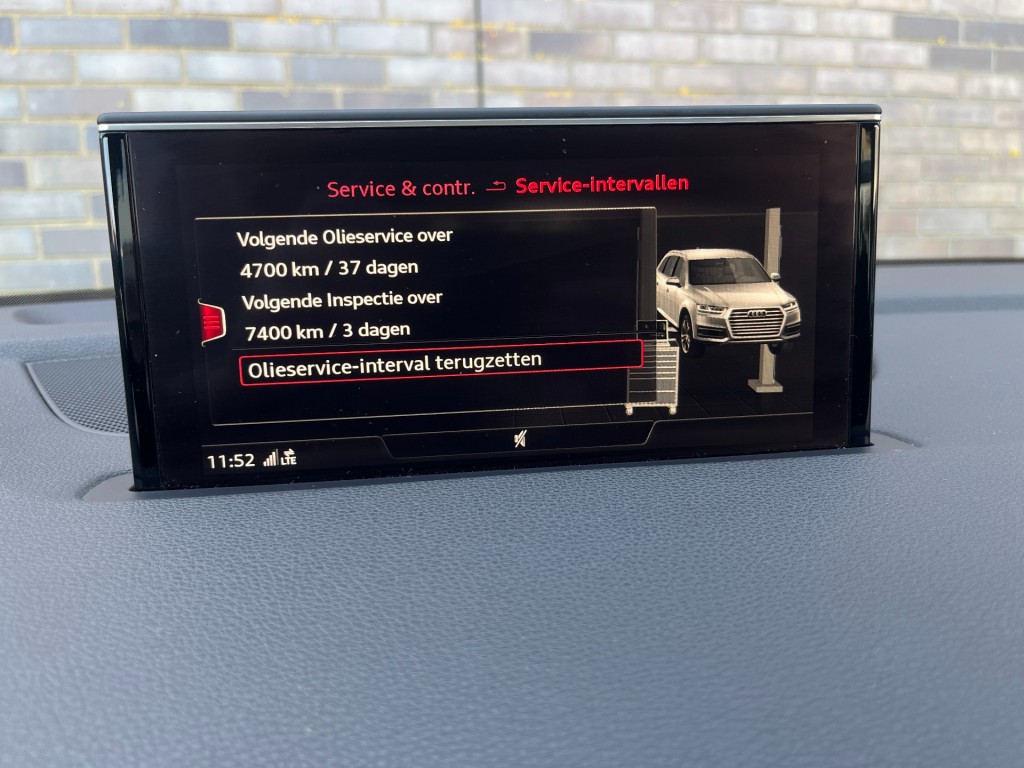 Service & contr. Service-intervallen
Volgende Olieservice over
4700 km / 37 dagen
Volgende Inspectie over
7400 km / 3 dagen
Olieservice-interval terugzetten
11:52 LTE